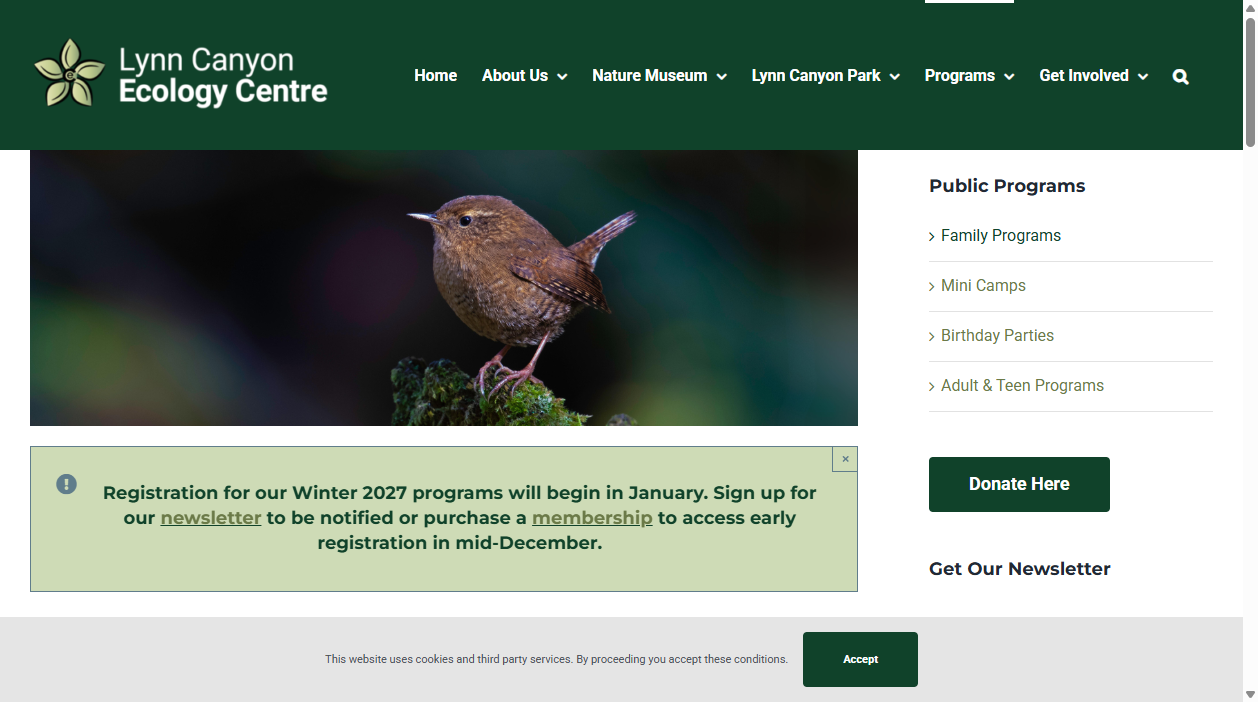 Lynn Canyon
Ecology Centre
Home About Us Nature Museum Lynn Canyon Park Programs Get Involved
Public Programs
Family Programs
Mini Camps
Birthday Parties
Adult & Teen Programs
Donate Here
Get Our Newsletter
×
Registration for our Winter 2027 programs will begin in January. Sign up for
our newsletter to be notified or purchase a membership to access early
registration in mid-December.
This website uses cookies and third party services. By proceeding you accept these conditions. Accept